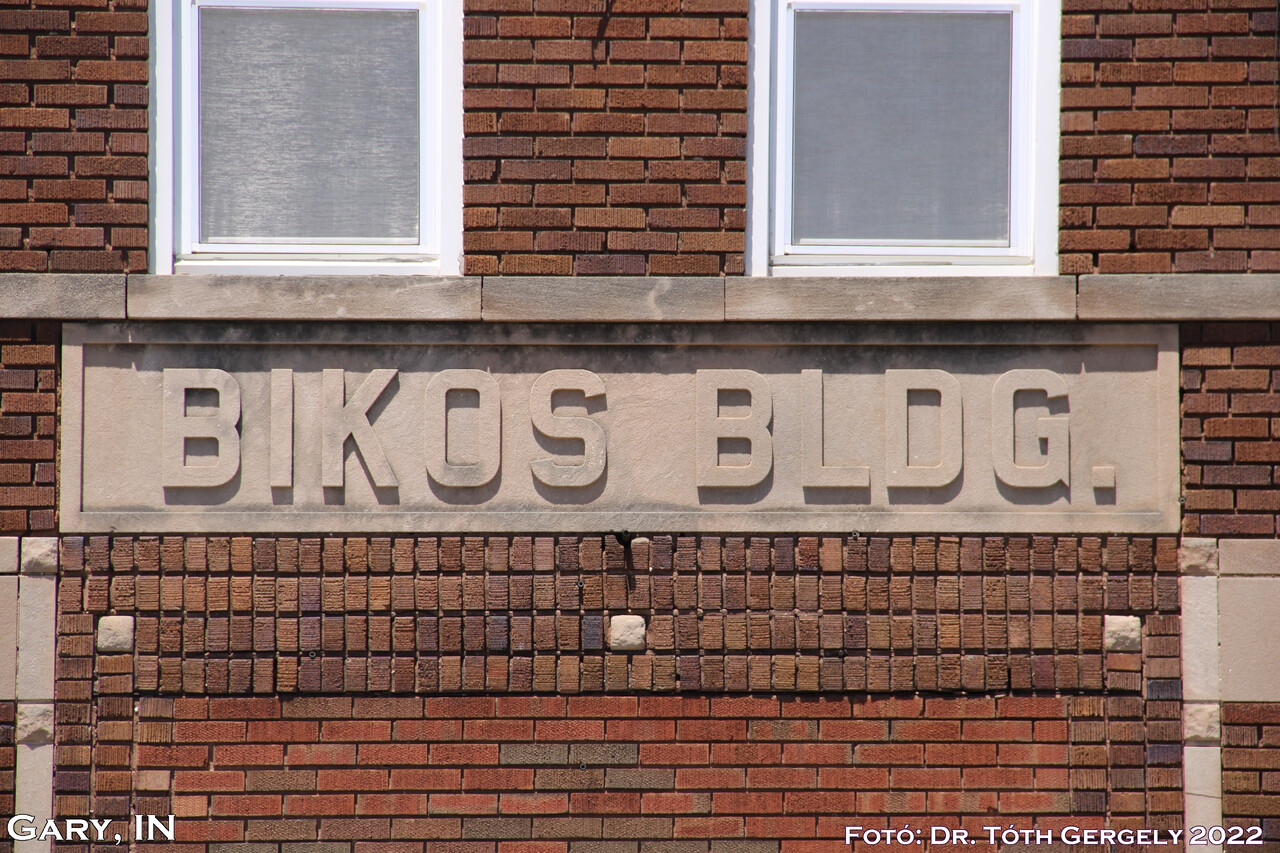 BIKOS BLDG.
GARY, IN
FOTÓ: DR. TÓTH GERGELY 2022